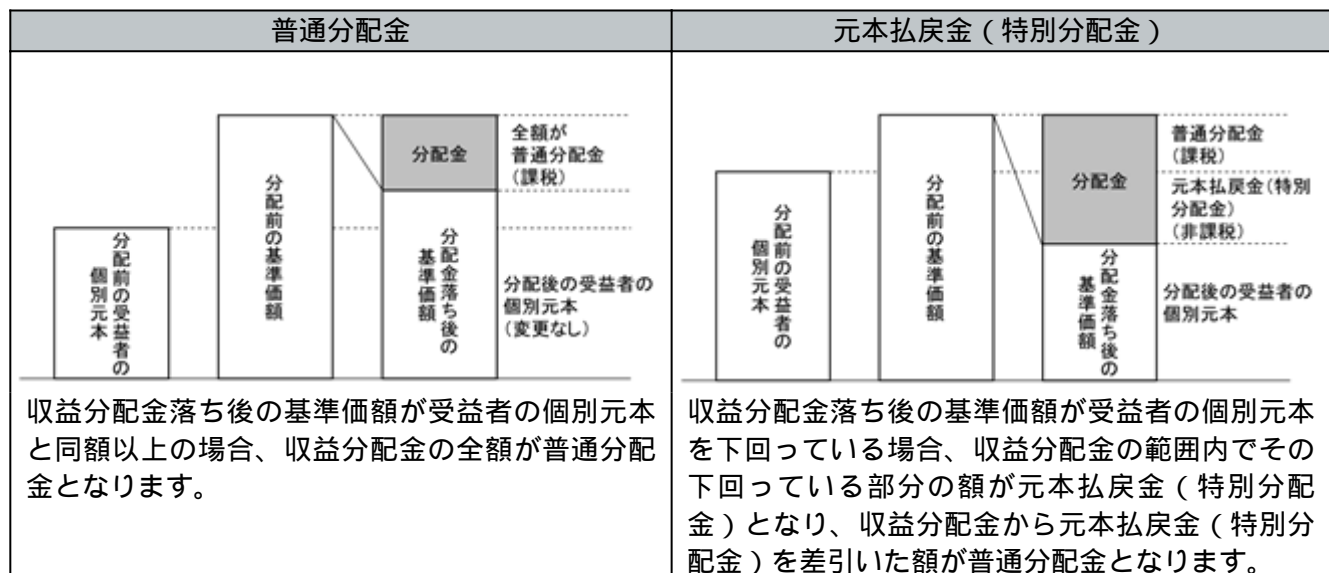 普通分配金
全額が
普通分配金
(課税)
分配金
分配前の受益者の
個別元本
分配前の基準価額
分配金落ち後の
基準価額
分配後の受益者の
個別元本
(変更なし)
収益分配金落ち後の基準価額が受益者の個別元本
と同額以上の場合、収益分配金の全額が普通分配
金となります。
元本払戻金(特別分配金)
普通分配金
(課税)
元本払戻金(特別
分配金)
(非課税)
分配金
分配前の受益者の
個別元本
分配前の基準価額
分配金落ち後の
基準価額
分配後の受益者の
個別元本
収益分配金落ち後の基準価額が受益者の個別元本
を下回っている場合、収益分配金の範囲内でその
下回っている部分の額が元本払戻金(特別分配
金)となり、収益分配金から元本払戻金(特別分
配金)を差引いた額が普通分配金となります。